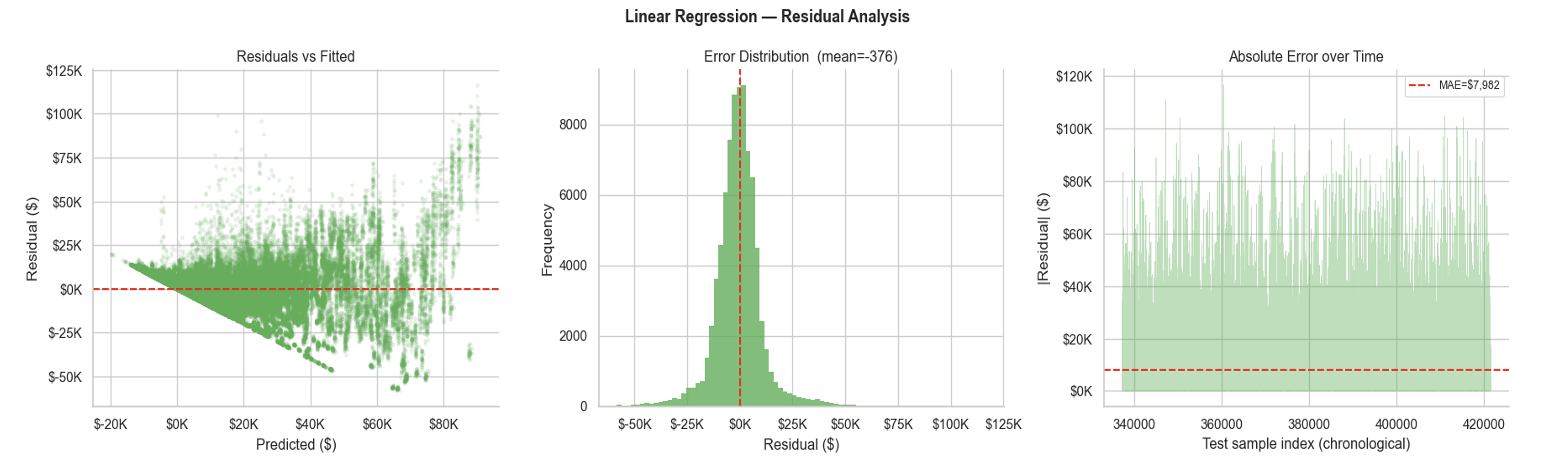 Linear Regression — Residual Analysis
Residuals vs Fitted
$125K
$100K
$75K
$50K
$25K
$0K
$-25K
$-50K
Residual ($)
$-20K $0K $20K $40K $60K $80K
Predicted ($)
Error Distribution (mean=-376)
8000
6000
4000
2000
0
Frequency
$-50K $-25K $0K $25K $50K $75K $100K $125K
Residual ($)
Absolute Error over Time
MAE=$7,982
$120K
$100K
$80K
$60K
$40K
$20K
$0K
|Residual| ($)
340000 360000 380000 400000 420000
Test sample index (chronological)